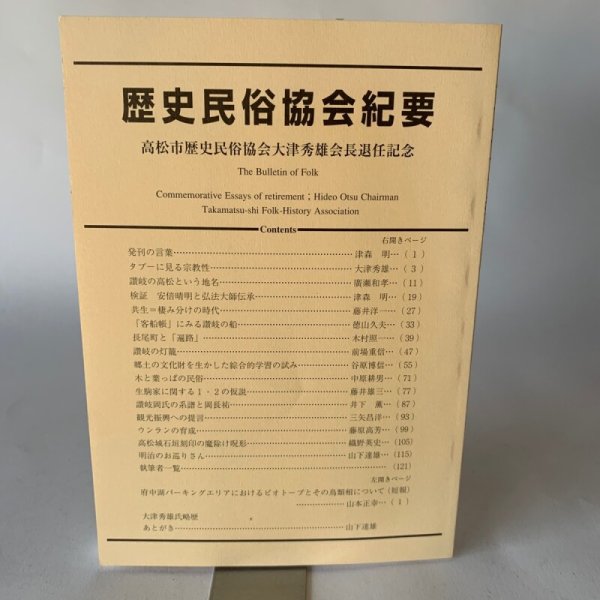 歴史民俗協会紀要
高松市歴史民俗協会大津秀雄会長退任記念
The Bulletin of Folk
Commemorative Essays of retirement ; Hideo Otsu Chairman
Takamatsu-shi Folk-History Association
Contents
右開きページ
発刊の言葉…津森 明…( 1 )
タブーに見る宗教性…大津秀雄…( 3 )
讃岐の高松という地名…廣瀬和孝…(11)
検証 安倍晴明と弘法大師伝承…津森 明…(19)
共生＝棲み分けの時代…藤井洋一…(27)
「客船帳」にみる讃岐の船…徳山久夫…(33)
長尾町と「遍路」…木村照一…(39)
讃岐の灯籠…前場重信…(47)
郷土の文化財を生かした綜合的学習の試み…谷原博信…(55)
木と葉っぱの民俗…中原耕男…(71)
生駒家に関する1・2の仮説…藤井雄三…(77)
讃岐岡氏の系譜と岡長祐…井下 薫…(87)
観光振興への提言…三矢昌洋…(93)
ウンランの育成…藤原高芳…(99)
高松城石垣刻印の魔除け呪形…織野英史…(105)
明治のお巡りさん…山下達雄…(115)
執筆者一覧…(121)
左開きページ
府中湖パーキングエリアにおけるビオトープとその鳥類相について(短報)
…山本正幸…( 1 )
大津秀雄氏略歴
あとがき…山下達雄